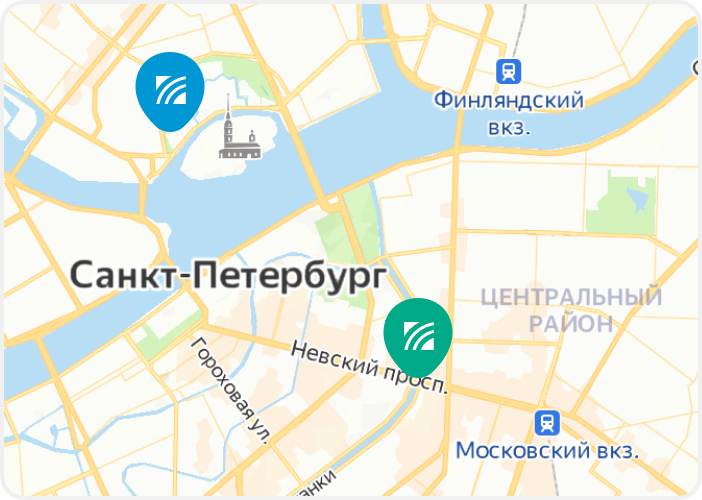 Финляндский
вкз.
Санкт-Петербург
ЦЕНТРАЛЬНЫЙ
РАЙОН
Невский просп.
Гороховая ул.
Московский вкз.